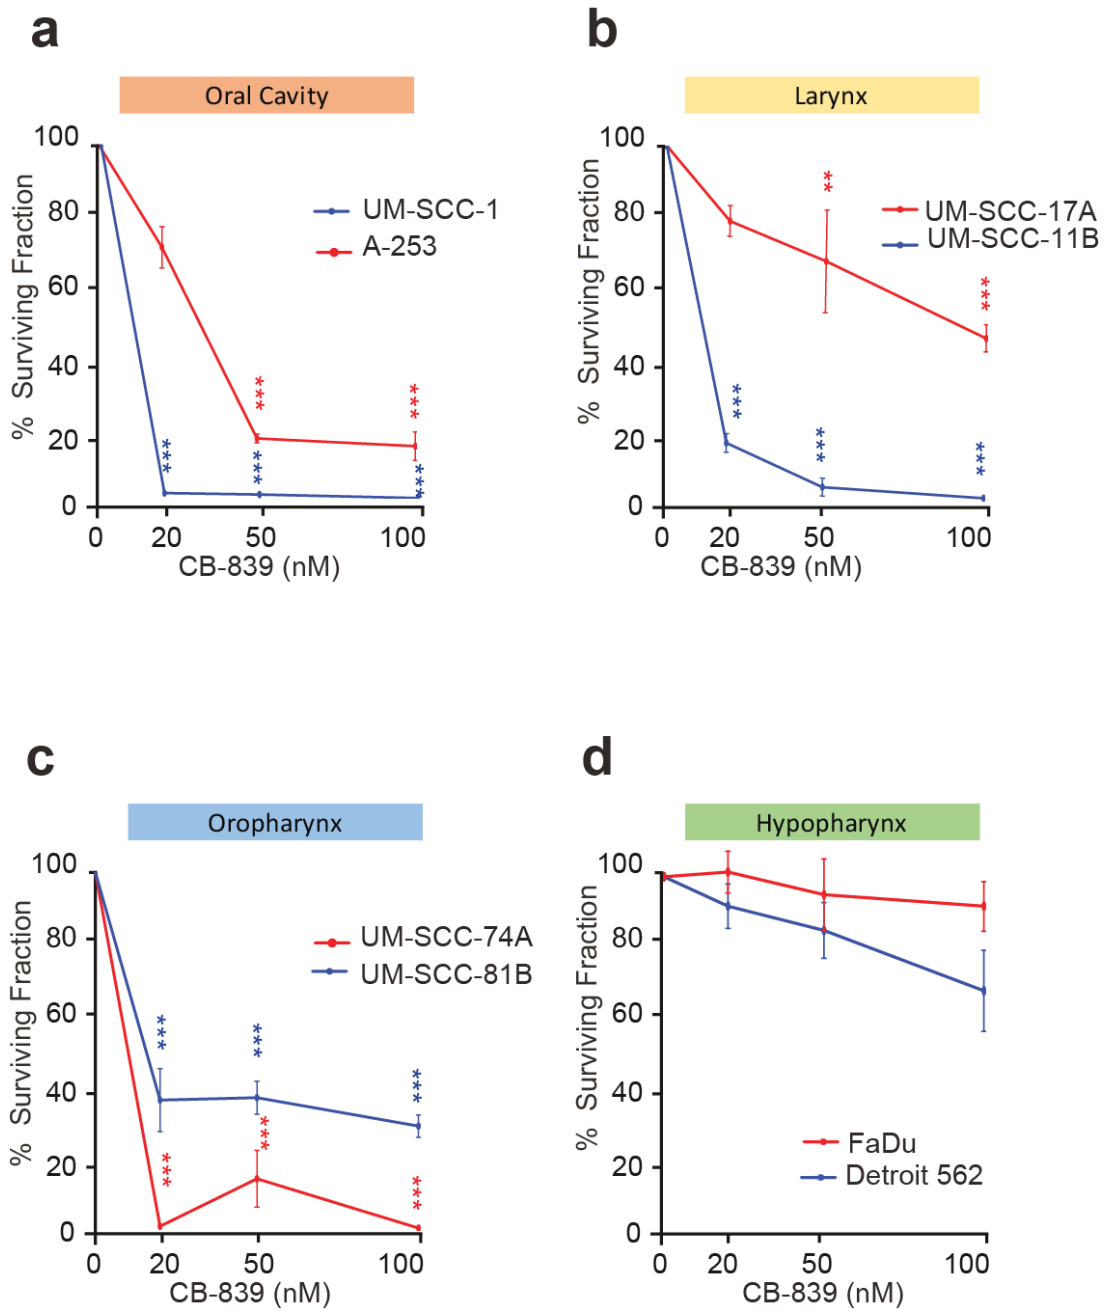 a
Oral Cavity
100
80
60
40
20
0
% Surviving Fraction
UM-SCC-1
A-253
***
***
***
***
***
0 20 50 100
CB-839 (nM)
b
Larynx
100
80
60
40
20
0
% Surviving Fraction
UM-SCC-17A
UM-SCC-11B
**
***
***
***
***
0 20 50 100
CB-839 (nM)
c
Oropharynx
100
80
60
40
20
0
% Surviving Fraction
UM-SCC-74A
UM-SCC-81B
***
***
***
***
***
***
0 20 50 100
CB-839 (nM)
d
Hypopharynx
100
80
60
40
20
0
% Surviving Fraction
FaDu
Detroit 562
0 20 50 100
CB-839 (nM)